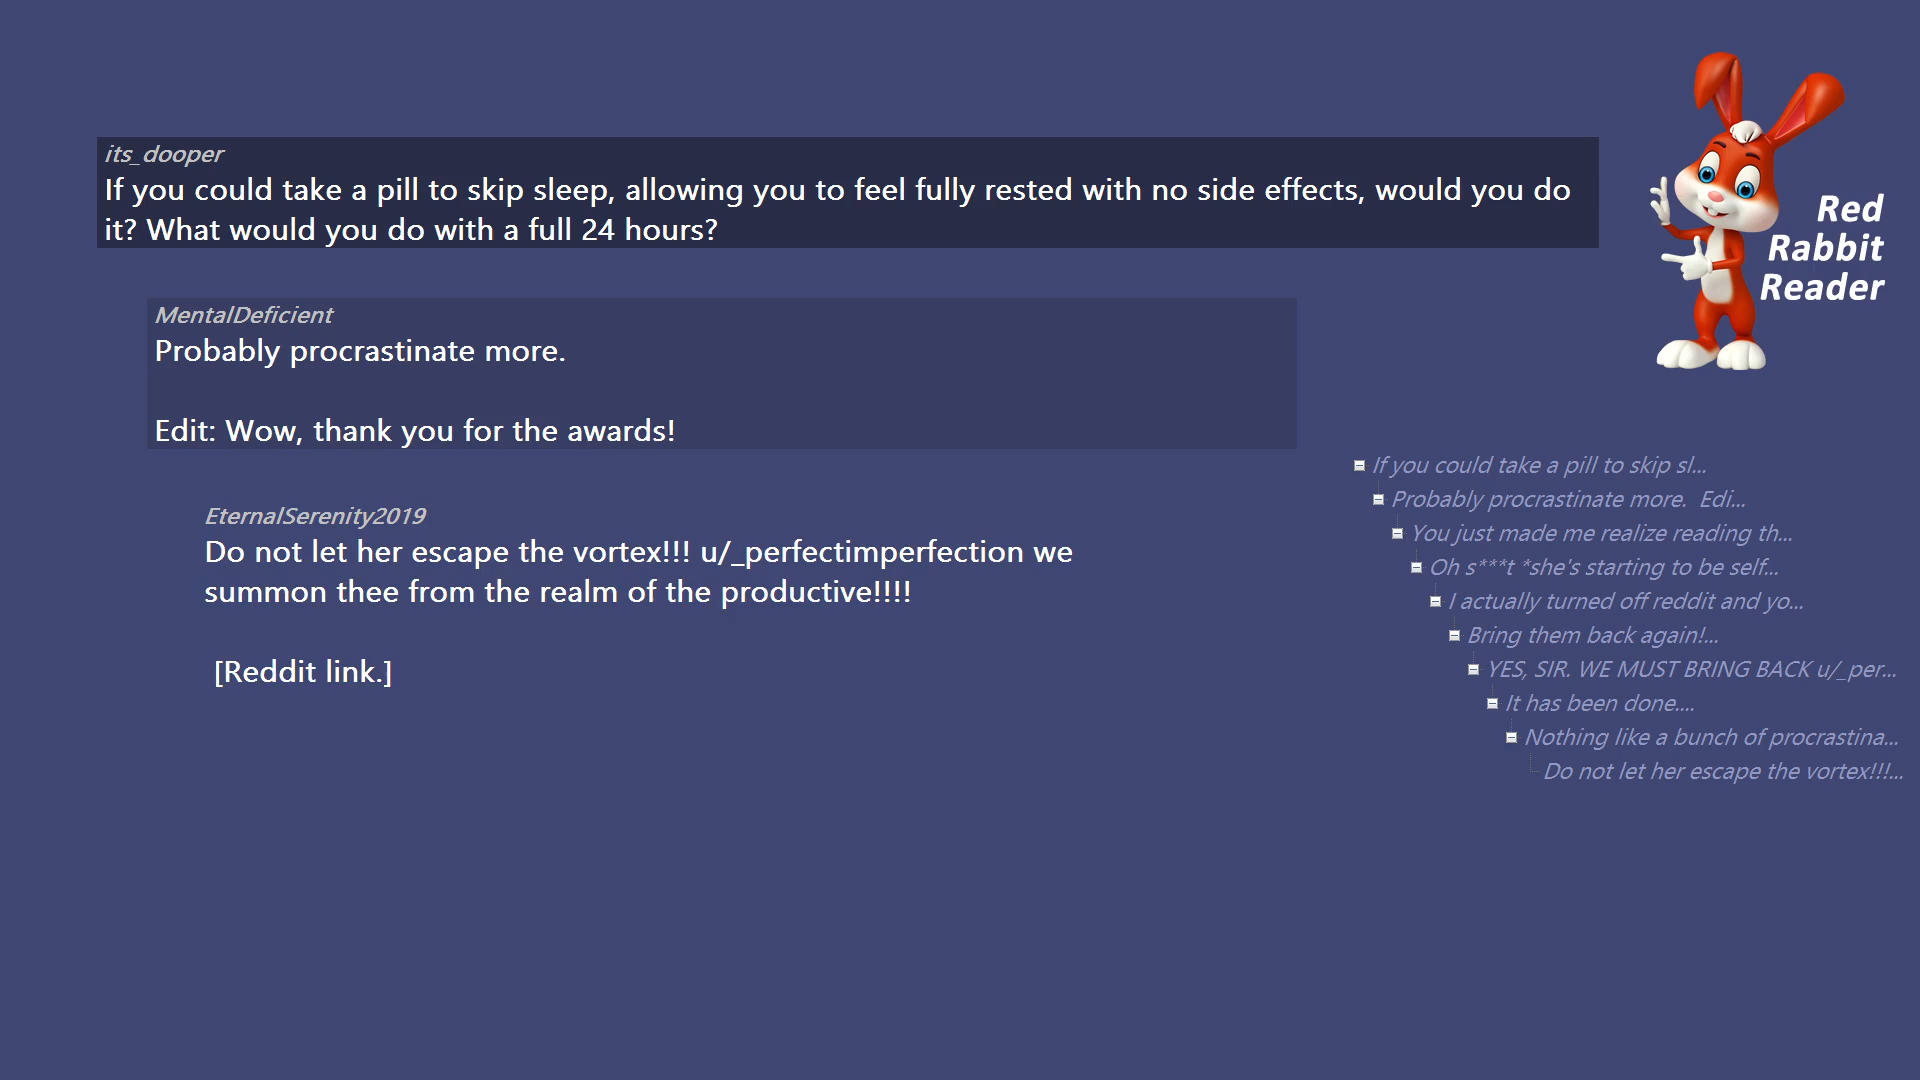 its_dooper
If you could take a pill to skip sleep, allowing you to feel fully rested with no side effects, would you do
it? What would you do with a full 24 hours?
MentalDeficient
Probably procrastinate more.
Edit: Wow, thank you for the awards!
EternalSerenity2019
Do not let her escape the vortex!!! u/_perfectimperfection we
summon thee from the realm of the productive!!!!
[Reddit link.]
Red
Rabbit
Reader
If you could take a pill to skip sl...
Probably procrastinate more.  Edi...
You just made me realize reading th...
Oh s***t *she's starting to be self...
I actually turned off reddit and yo...
Bring them back again!...
YES, SIR. WE MUST BRING BACK u/_per...
It has been done....
Nothing like a bunch of procrastina...
Do not let her escape the vortex!!!...